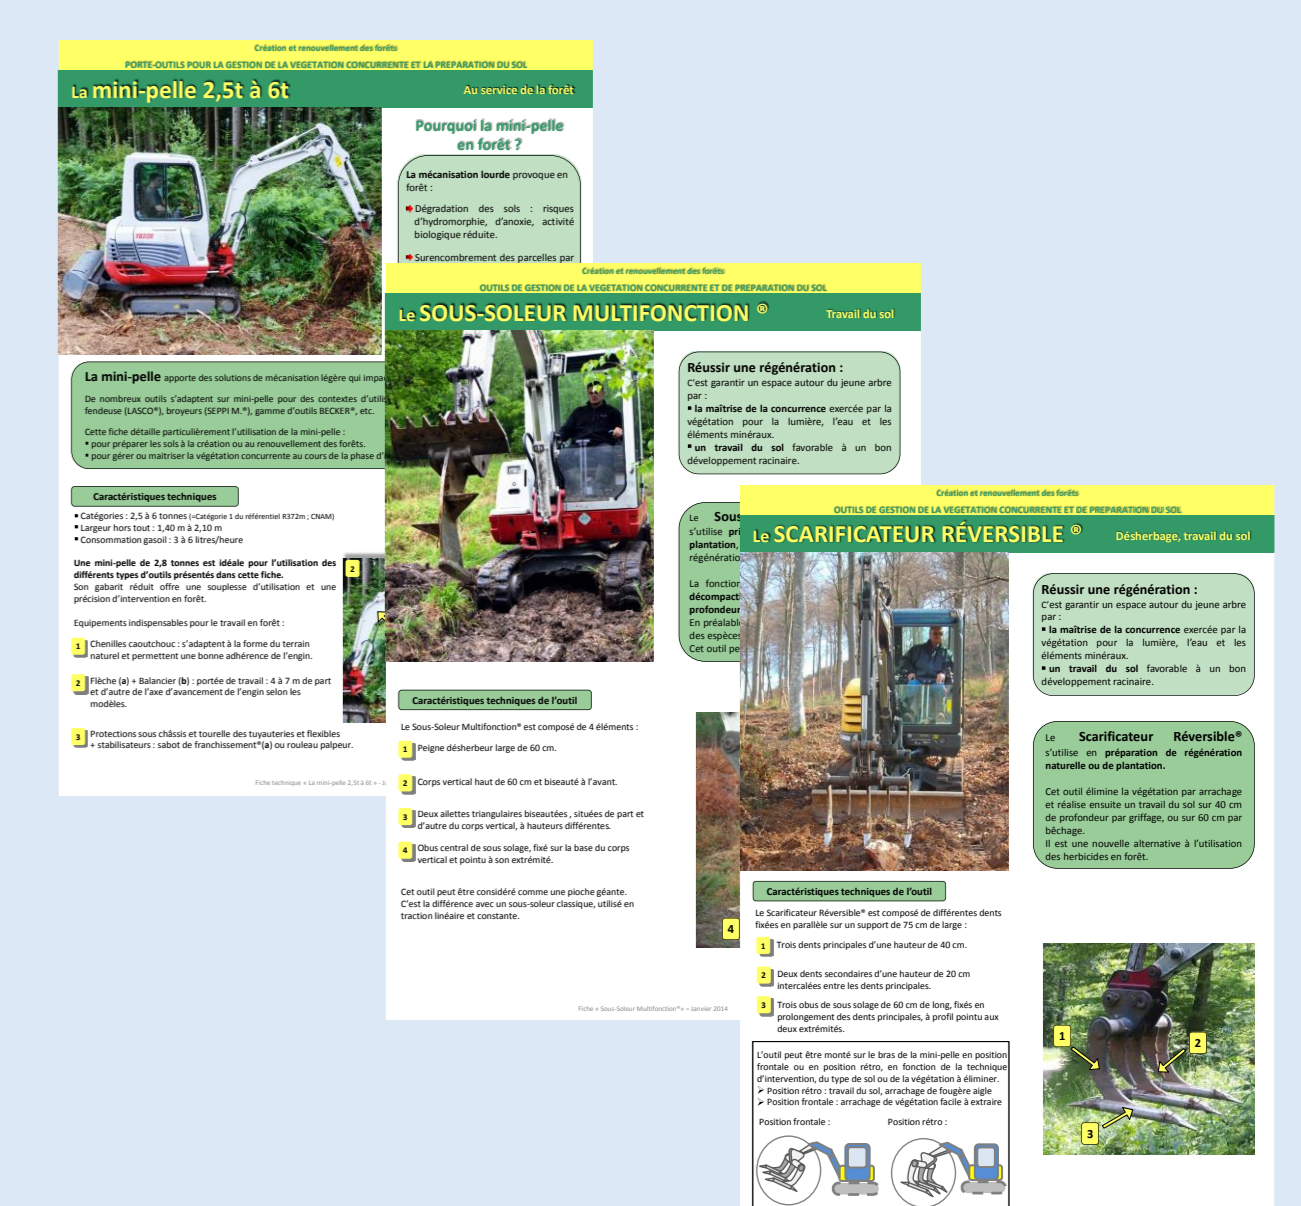 Création et renouvellement des forêts
PORTE-OUTILS POUR LA GESTION DE LA VEGETATION CONCURRENTE ET LA PREPARATION DU SOL
La mini-pelle 2,5t à 6t
Au service de la forêt
Pourquoi la mini-pelle
en forêt ?
La mécanisation lourde provoque en
forêt :
Dégradation des sols : risques
d'hydromorphie, d'anoxie, activité
biologique réduite.
Surencombrement des parcelles par
TB228
La mini-pelle apporte des solutions de mécanisation légère qui
De nombreux outils s'adaptent sur mini-pelle pour des contextes
fendeuse (LASCO®), broyeurs (SEPPI M.®), gamme d'outils BECKER®, etc.
Cette fiche détaille particulièrement l'utilisation de la mini-pelle :
▪ pour préparer les sols à la création ou au renouvellement des forêts.
▪ pour gérer ou maitriser la végétation concurrente au cours de la phase
Caractéristiques techniques
▪ Catégories : 2,5 à 6 tonnes (=Catégorie 1 du référentiel R372m ; CNAM)
▪ Largeur hors tout : 1,40 m à 2,10 m
▪ Consommation gasoil : 3 à 6 litres/heure
Une mini-pelle de 2,8 tonnes est idéale pour l'utilisation des
différents types d'outils présentés dans cette fiche.
Son gabarit réduit offre une souplesse d'utilisation et une
précision d'intervention en forêt.
Equipements indispensables pour le travail en forêt :
1 Chenilles caoutchouc : s'adaptent à la forme du terrain
naturel et permettent une bonne adhérence de l'engin.
2 Flèche (a) + Balancier (b) : portée de travail : 4 à 7 m de part
et d'autre de l'axe d'avancement de l'engin selon les
modèles.
3 Protections sous châssis et tourelle des tuyauteries et flexibles
+ stabilisateurs : sabot de franchissement®(a) ou rouleau palpeur.
2
Fiche technique « La mini-pelle 2,5t à 6t » -
Création et renouvellement des forêts
OUTILS DE GESTION DE LA VEGETATION CONCURRENTE ET DE PREPARATION DU SOL
Le SOUS-SOLEUR MULTIFONCTION ®
Travail du sol
Réussir une régénération :
C'est garantir un espace autour du jeune arbre
par :
▪ la maîtrise de la concurrence exercée par la
végétation pour la lumière, l'eau et les
éléments minéraux.
▪ un travail du sol favorable à un bon
développement racinaire.
Le Sous
s'utilise
plantation,
régénératio
La fonction
décompact
profondeur
En préalabl
des espèces
Cet outil pe
Caractéristiques techniques de l'outil
Le Sous-Soleur Multifonction® est composé de 4 éléments :
1 Peigne désherbeur large de 60 cm.
2 Corps vertical haut de 60 cm et biseauté à l'avant.
3 Deux ailettes triangulaires biseautées , situées de part et
d'autre du corps vertical, à hauteurs différentes.
4 Obus central de sous solage, fixé sur la base du corps
vertical et pointu à son extrémité.
Cet outil peut être considéré comme une pioche géante.
C'est la différence avec un sous-soleur classique, utilisé en
traction linéaire et constante.
4
Fiche « Sous-Soleur Multifonction®» – Janvier 2014
Création et renouvellement des forêts
OUTILS DE GESTION DE LA VEGETATION CONCURRENTE ET DE PREPARATION DU SOL
Le SCARIFICATEUR RÉVERSIBLE ®
Désherbage, travail du sol
Réussir une régénération :
C'est garantir un espace autour du jeune arbre
par :
▪ la maîtrise de la concurrence exercée par la
végétation pour la lumière, l'eau et les
éléments minéraux.
▪ un travail du sol favorable à un bon
développement racinaire.
Le Scarificateur Réversible®
s'utilise en préparation de régénération
naturelle ou de plantation.
Cet outil élimine la végétation par arrachage
et réalise ensuite un travail du sol sur 40 cm
de profondeur par griffage, ou sur 60 cm par
bêchage.
Il est une nouvelle alternative à l'utilisation
des herbicides en forêt.
Caractéristiques techniques de l'outil
Le Scarificateur Réversible® est composé de différentes dents
fixées en parallèle sur un support de 75 cm de large :
1 Trois dents principales d'une hauteur de 40 cm.
2 Deux dents secondaires d'une hauteur de 20 cm
intercalées entre les dents principales.
3 Trois obus de sous solage de 60 cm de long, fixés en
prolongement des dents principales, à profil pointu aux
deux extrémités.
L'outil peut être monté sur le bras de la mini-pelle en position
frontale ou en position rétro, en fonction de la technique
d'intervention, du type de sol ou de la végétation à éliminer.
➢ Position rétro : travail du sol, arrachage de fougère aigle
➢ Position frontale : arrachage de végétation facile à extraire
Position frontale :
Position rétro :
1
2
3